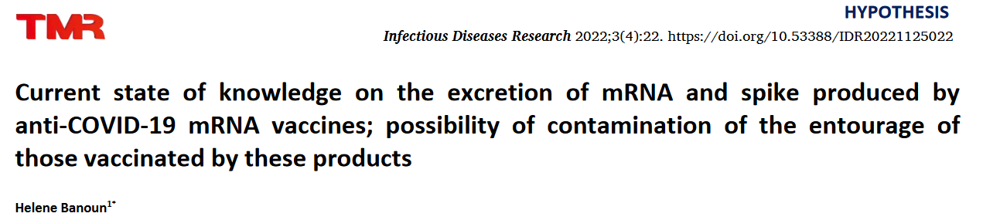 TMR
HYPOTHESIS
Infectious Diseases Research 2022;3(4):22. https://doi.org/10.53388/IDR20221125022
Current state of knowledge on the excretion of mRNA and spike produced by
anti-COVID-19 mRNA vaccines; possibility of contamination of the entourage of
those vaccinated by these products
Helene Banoun1*